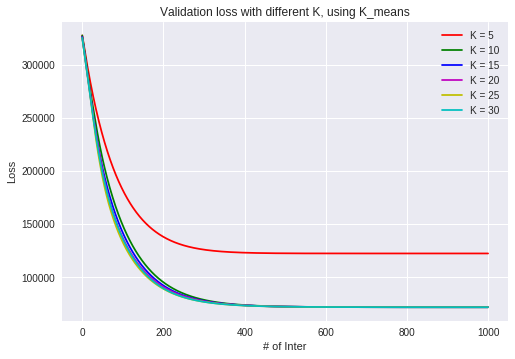 Validation loss with different K, using K_means
K = 5
K = 10
K = 15
K = 20
K = 25
K = 30
300000
250000
200000
150000
100000
Loss
0
200
400
600
800
1000
# of Inter